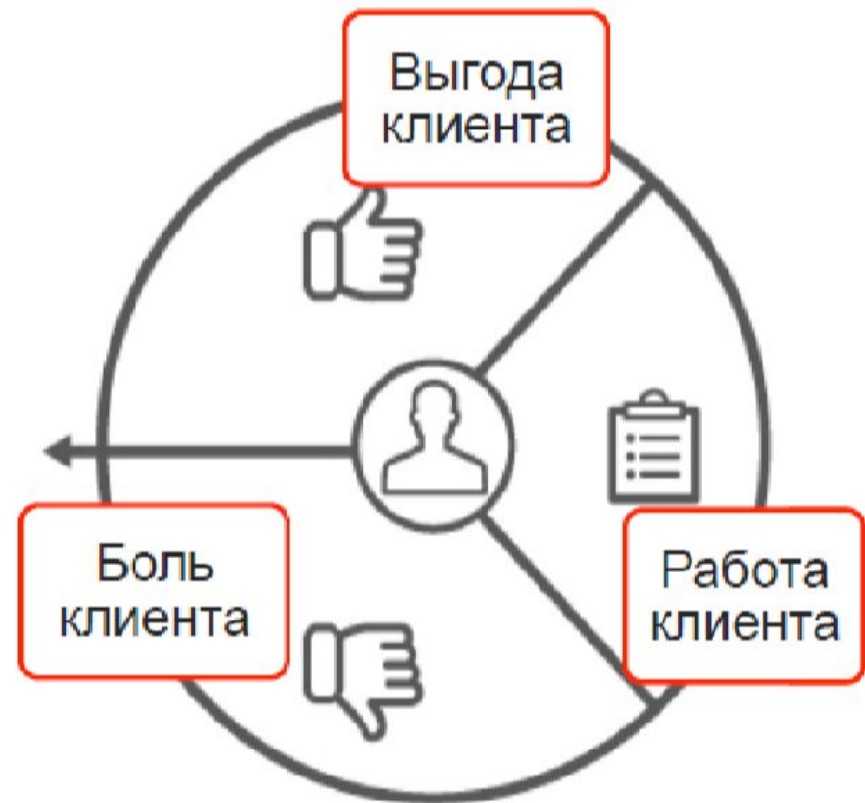 Выгода
клиента
Боль
клиента
Работа
клиента